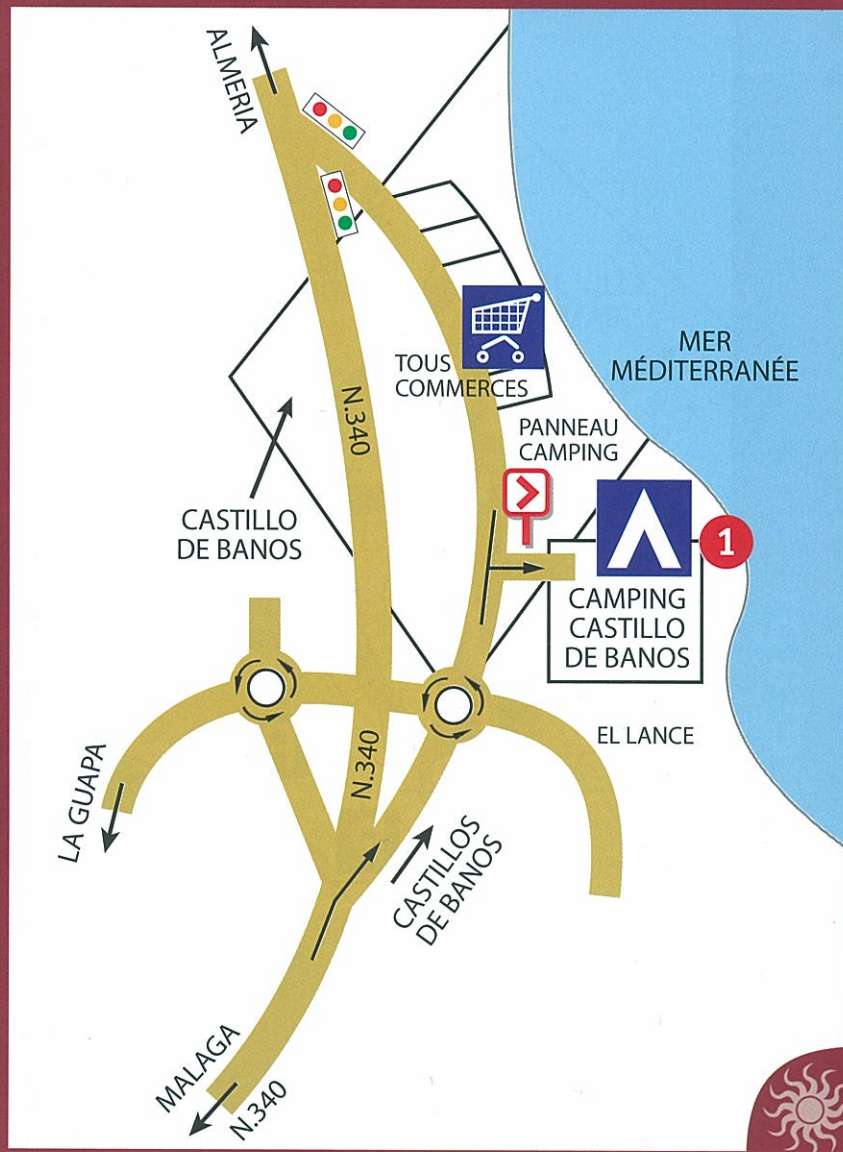 ALMERIA
MER
MÉDITERRANÉE
TOUS
COMMERCES
N.340
PANNEAU
CAMPING
CASTILLO
DE BANOS
1
CAMPING
CASTILLO
DE BANOS
EL LANCE
N.340
LA GUAPA
CASTILLOS
DE BANOS
MALAGA
N.340